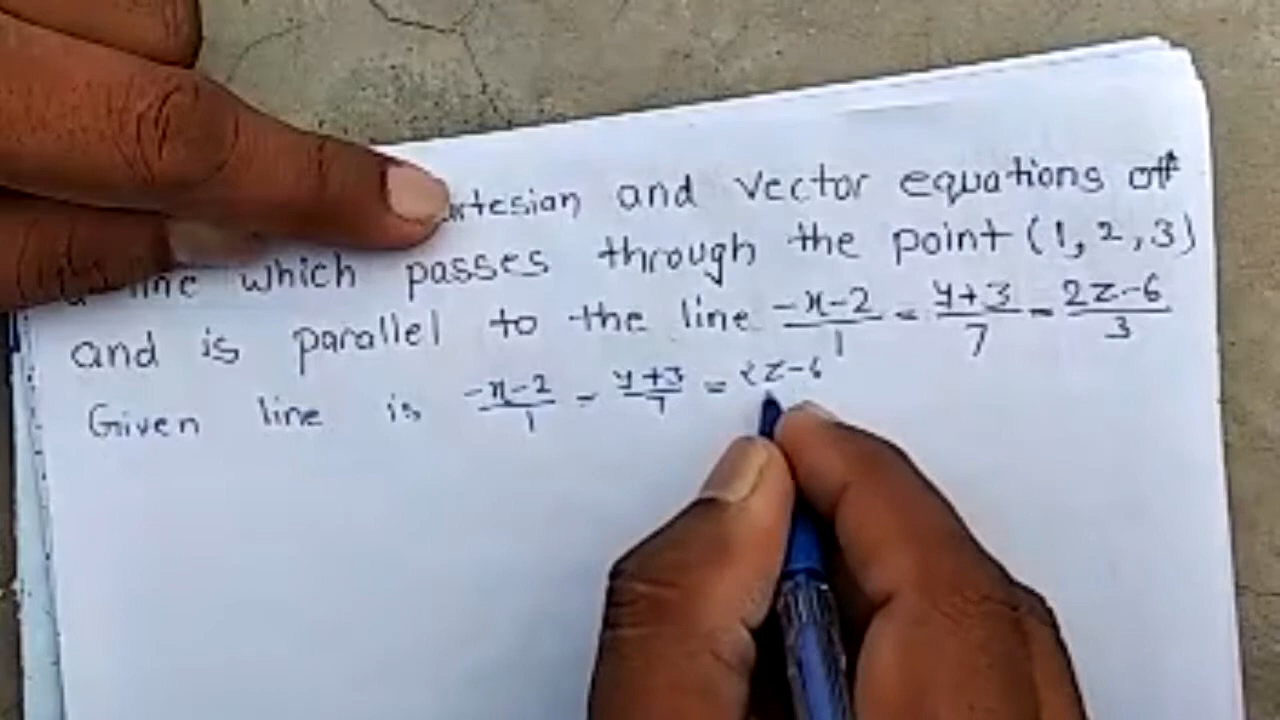 and vector equations of
which passes through the point (1, 2, 3)
and is parallel to the line -x-2/1 = y+3/7 = 2z-6/3
Given line is -x-2/1 = y+3/7 = 2z-6